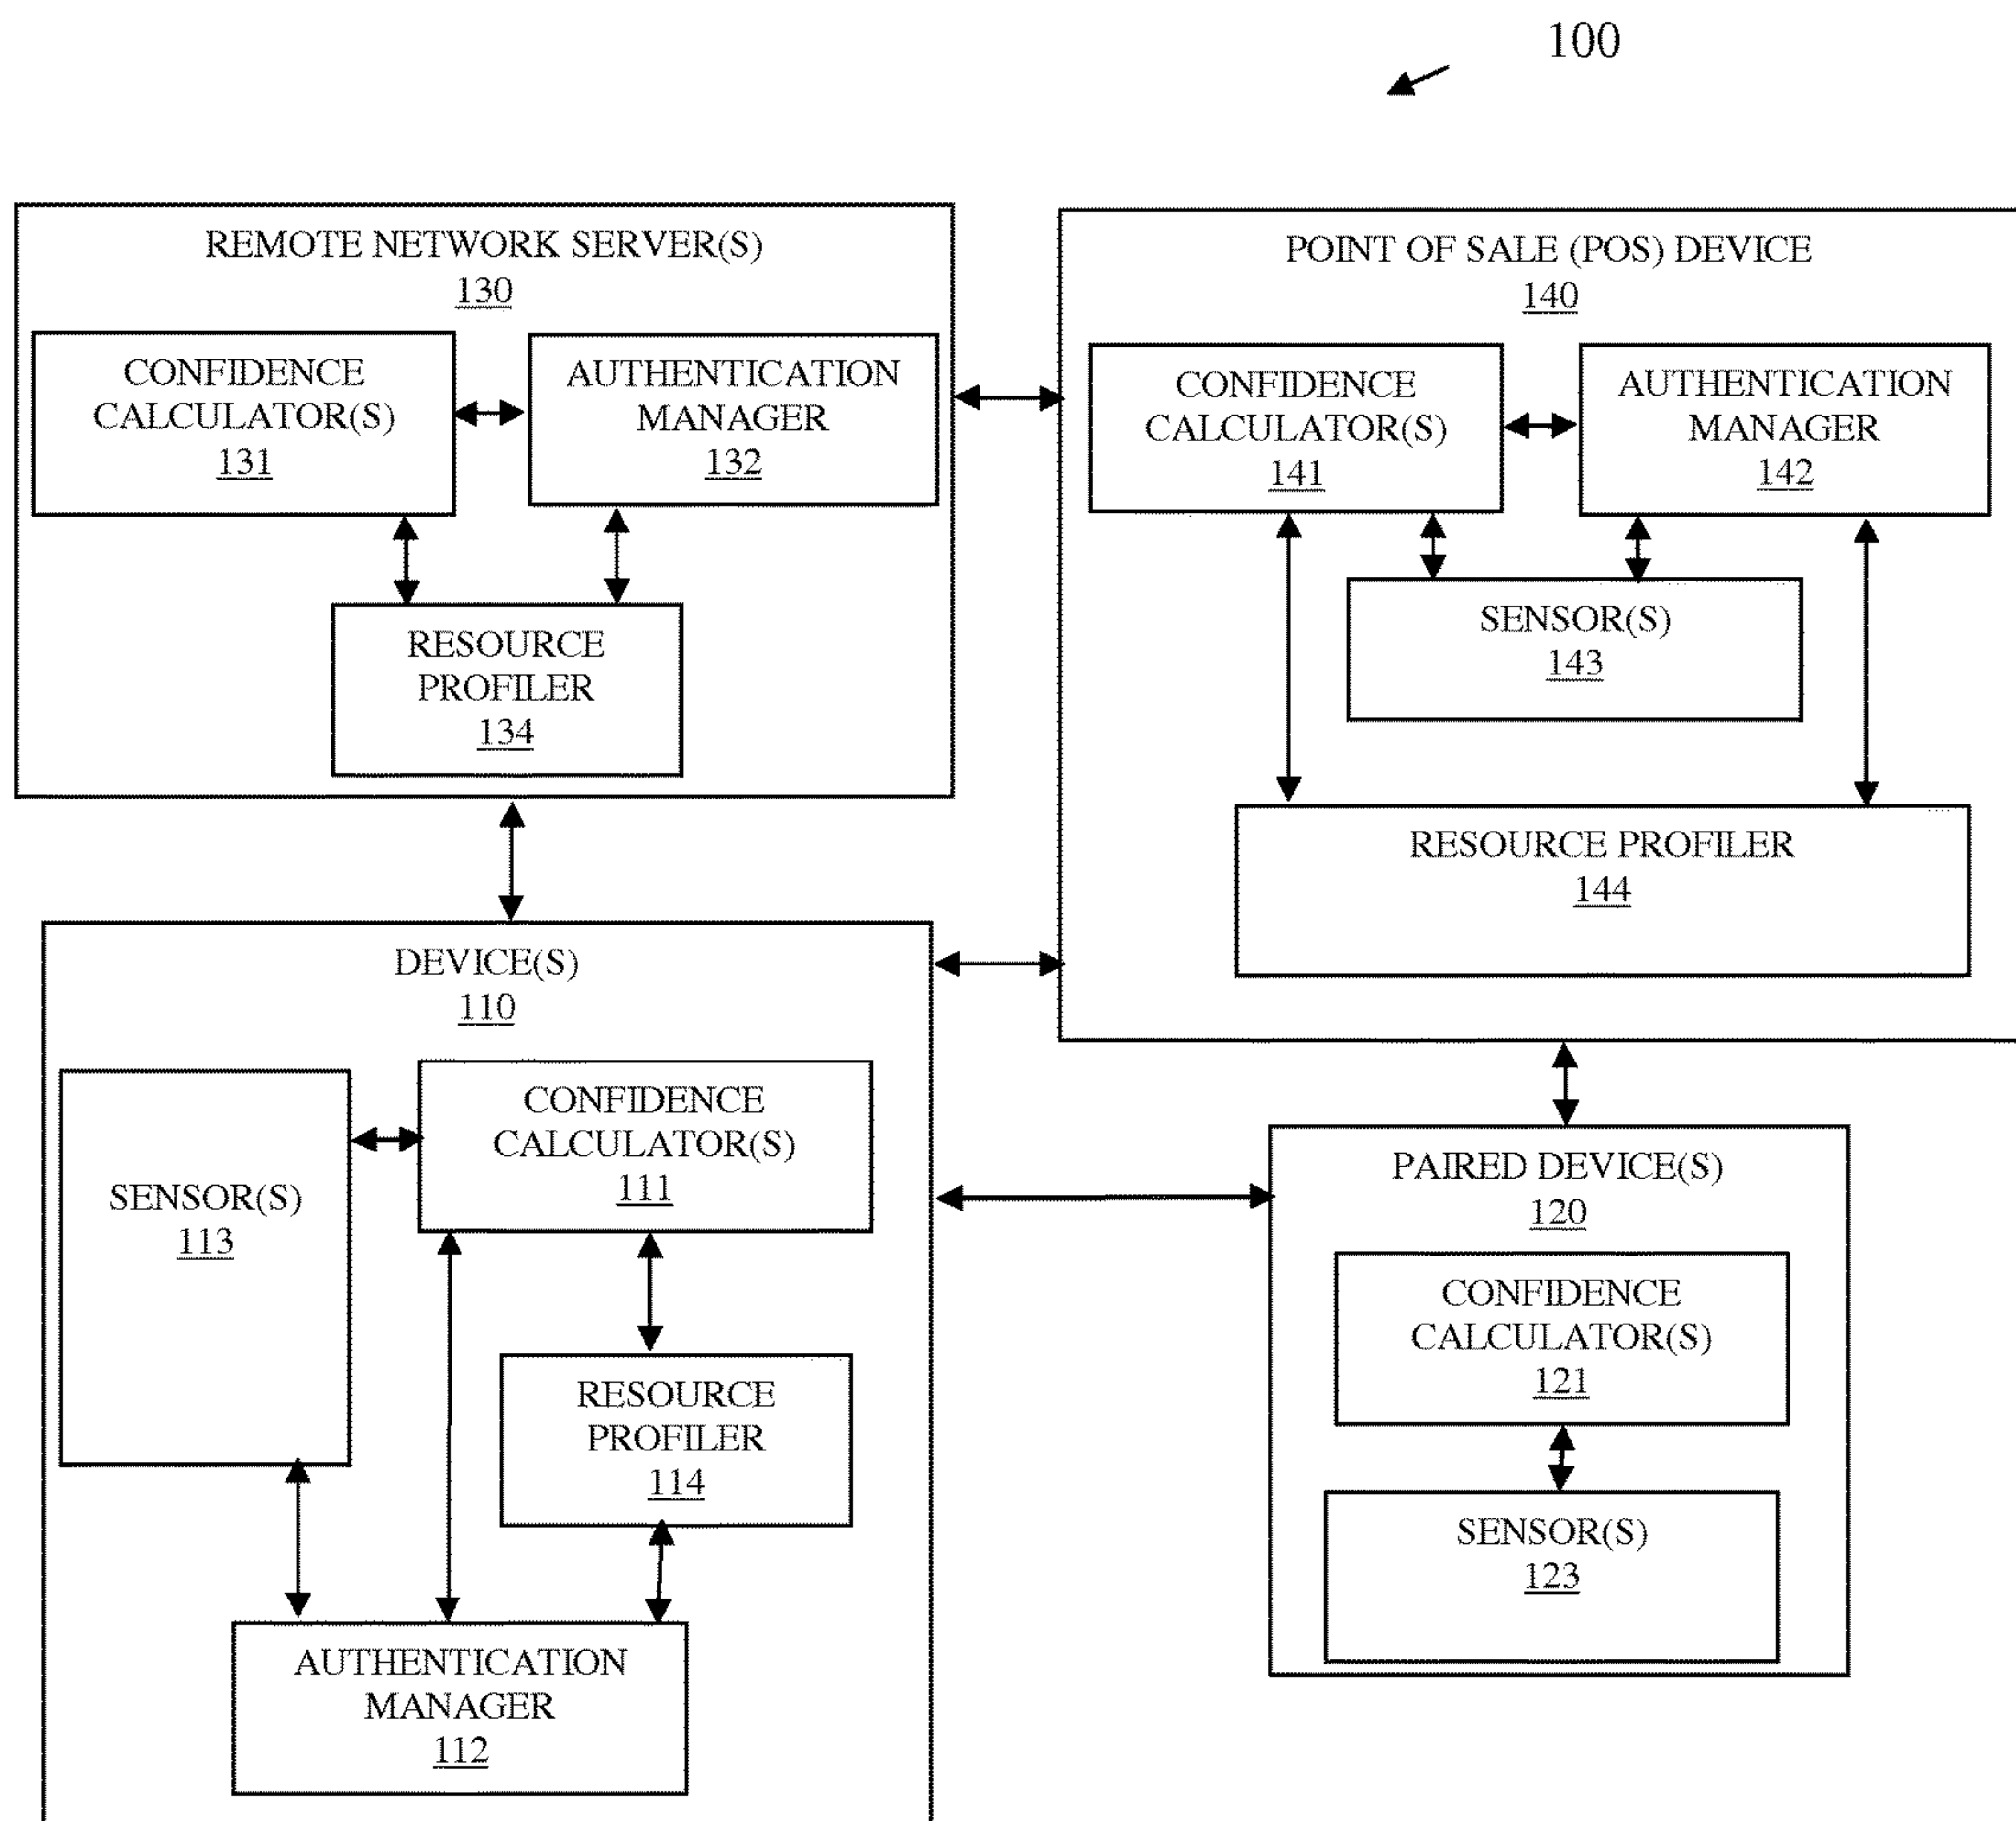 100
REMOTE NETWORK SERVER(S)
130
CONFIDENCE
CALCULATOR(S)
131
AUTHENTICATION
MANAGER
132
RESOURCE
PROFILER
134
POINT OF SALE (POS) DEVICE
140
CONFIDENCE
CALCULATOR(S)
141
AUTHENTICATION
MANAGER
142
SENSOR(S)
143
RESOURCE PROFILER
144
DEVICE(S)
110
SENSOR(S)
113
CONFIDENCE
CALCULATOR(S)
111
RESOURCE
PROFILER
114
AUTHENTICATION
MANAGER
112
PAIRED DEVICE(S)
120
CONFIDENCE
CALCULATOR(S)
121
SENSOR(S)
123